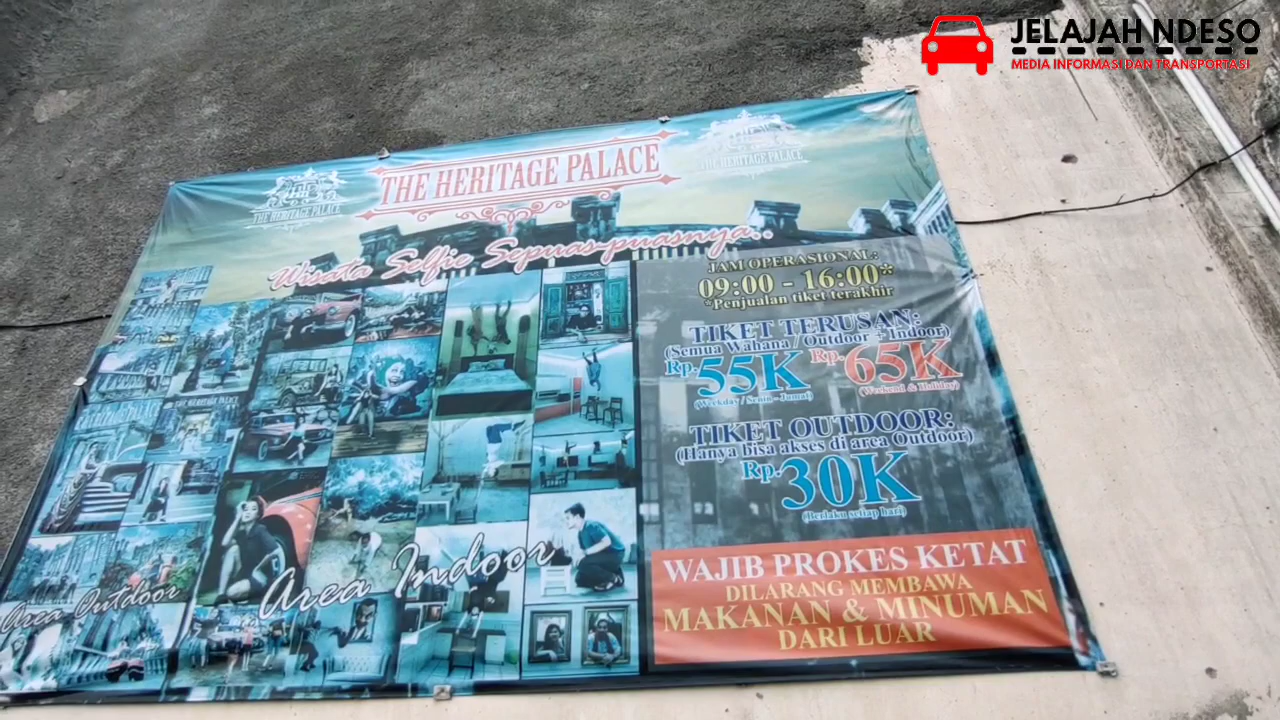 JELAJAH NDESO
MEDIA INFORMASI DAN TRANSPORTASI
THE HERITAGE PALACE
THE HERITAGE PALACE
THE HERITAGE PALACE
Wisata Selfie Sepuas-puasnya..
JAM OPERASIONAL:
09:00 - 16:00*
*Penjualan tiket terakhir
TIKET TERUSAN:
(Semua Wahana / Outdoor + Indoor)
Rp. 55K Rp. 65K
(Weekday / Senin - Jumat) (Weekend & Holiday)
TIKET OUTDOOR:
(Hanya bisa akses di area Outdoor)
Rp. 30K
(Berlaku setiap hari)
THE HERITAGE PALACE
Area Outdoor
Area Indoor
WAJIB PROKES KETAT
DILARANG MEMBAWA
MAKANAN & MINUMAN
DARI LUAR